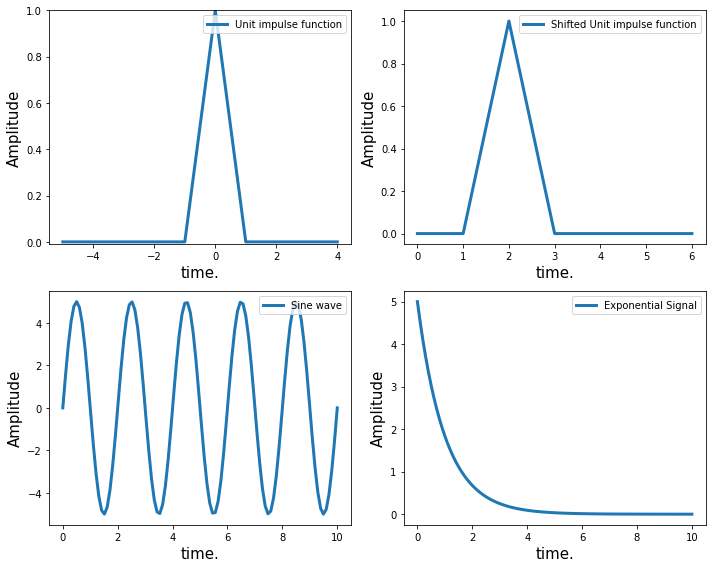 Unit impulse function
Amplitude
1.0
0.8
0.6
0.4
0.2
0.0
−4 −2 0 2 4
time.
Shifted Unit impulse function
Amplitude
1.0
0.8
0.6
0.4
0.2
0.0
0 1 2 3 4 5 6
time.
Sine wave
Amplitude
4
2
0
−2
−4
0 2 4 6 8 10
time.
Exponential Signal
Amplitude
5
4
3
2
1
0
0 2 4 6 8 10
time.